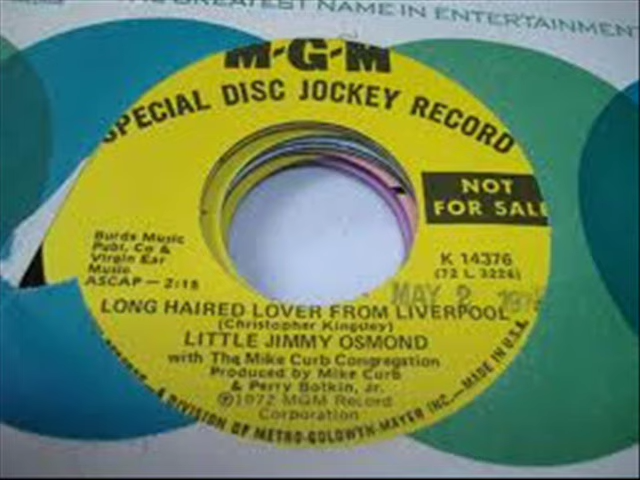 THE GREATEST NAME IN ENTERTAINMENT
M-G-M
SPECIAL DISC JOCKEY RECORD
NOT
FOR SALE
Burds Music
Publ. Co &
Virgin Ear
Music
ASCAP — 2:15
K 14376
(72 L 3226)
MAY 2
LONG HAIRED LOVER FROM LIVERPOOL
(Christopher Kingsley)
LITTLE JIMMY OSMOND
with The Mike Curb Congregation
Produced by Mike Curb
& Perry Botkin, Jr.
Ⓟ1972 MGM Record
Corporation
A DIVISION OF METRO-GOLDWYN-MAYER INC.—MADE IN U.S.A.